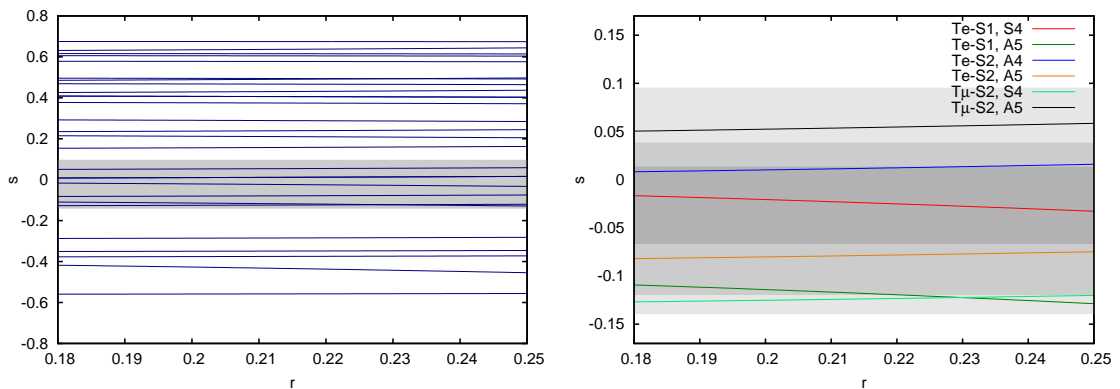 0.8
0.6
0.4
0.2
0
-0.2
-0.4
-0.6
-0.8
s
0.18 0.19 0.2 0.21 0.22 0.23 0.24 0.25
r
0.15
0.1
0.05
0
-0.05
-0.1
-0.15
s
Te-S1, S4
Te-S1, A5
Te-S2, A4
Te-S2, A5
Tμ-S2, S4
Tμ-S2, A5
0.18 0.19 0.2 0.21 0.22 0.23 0.24 0.25
r